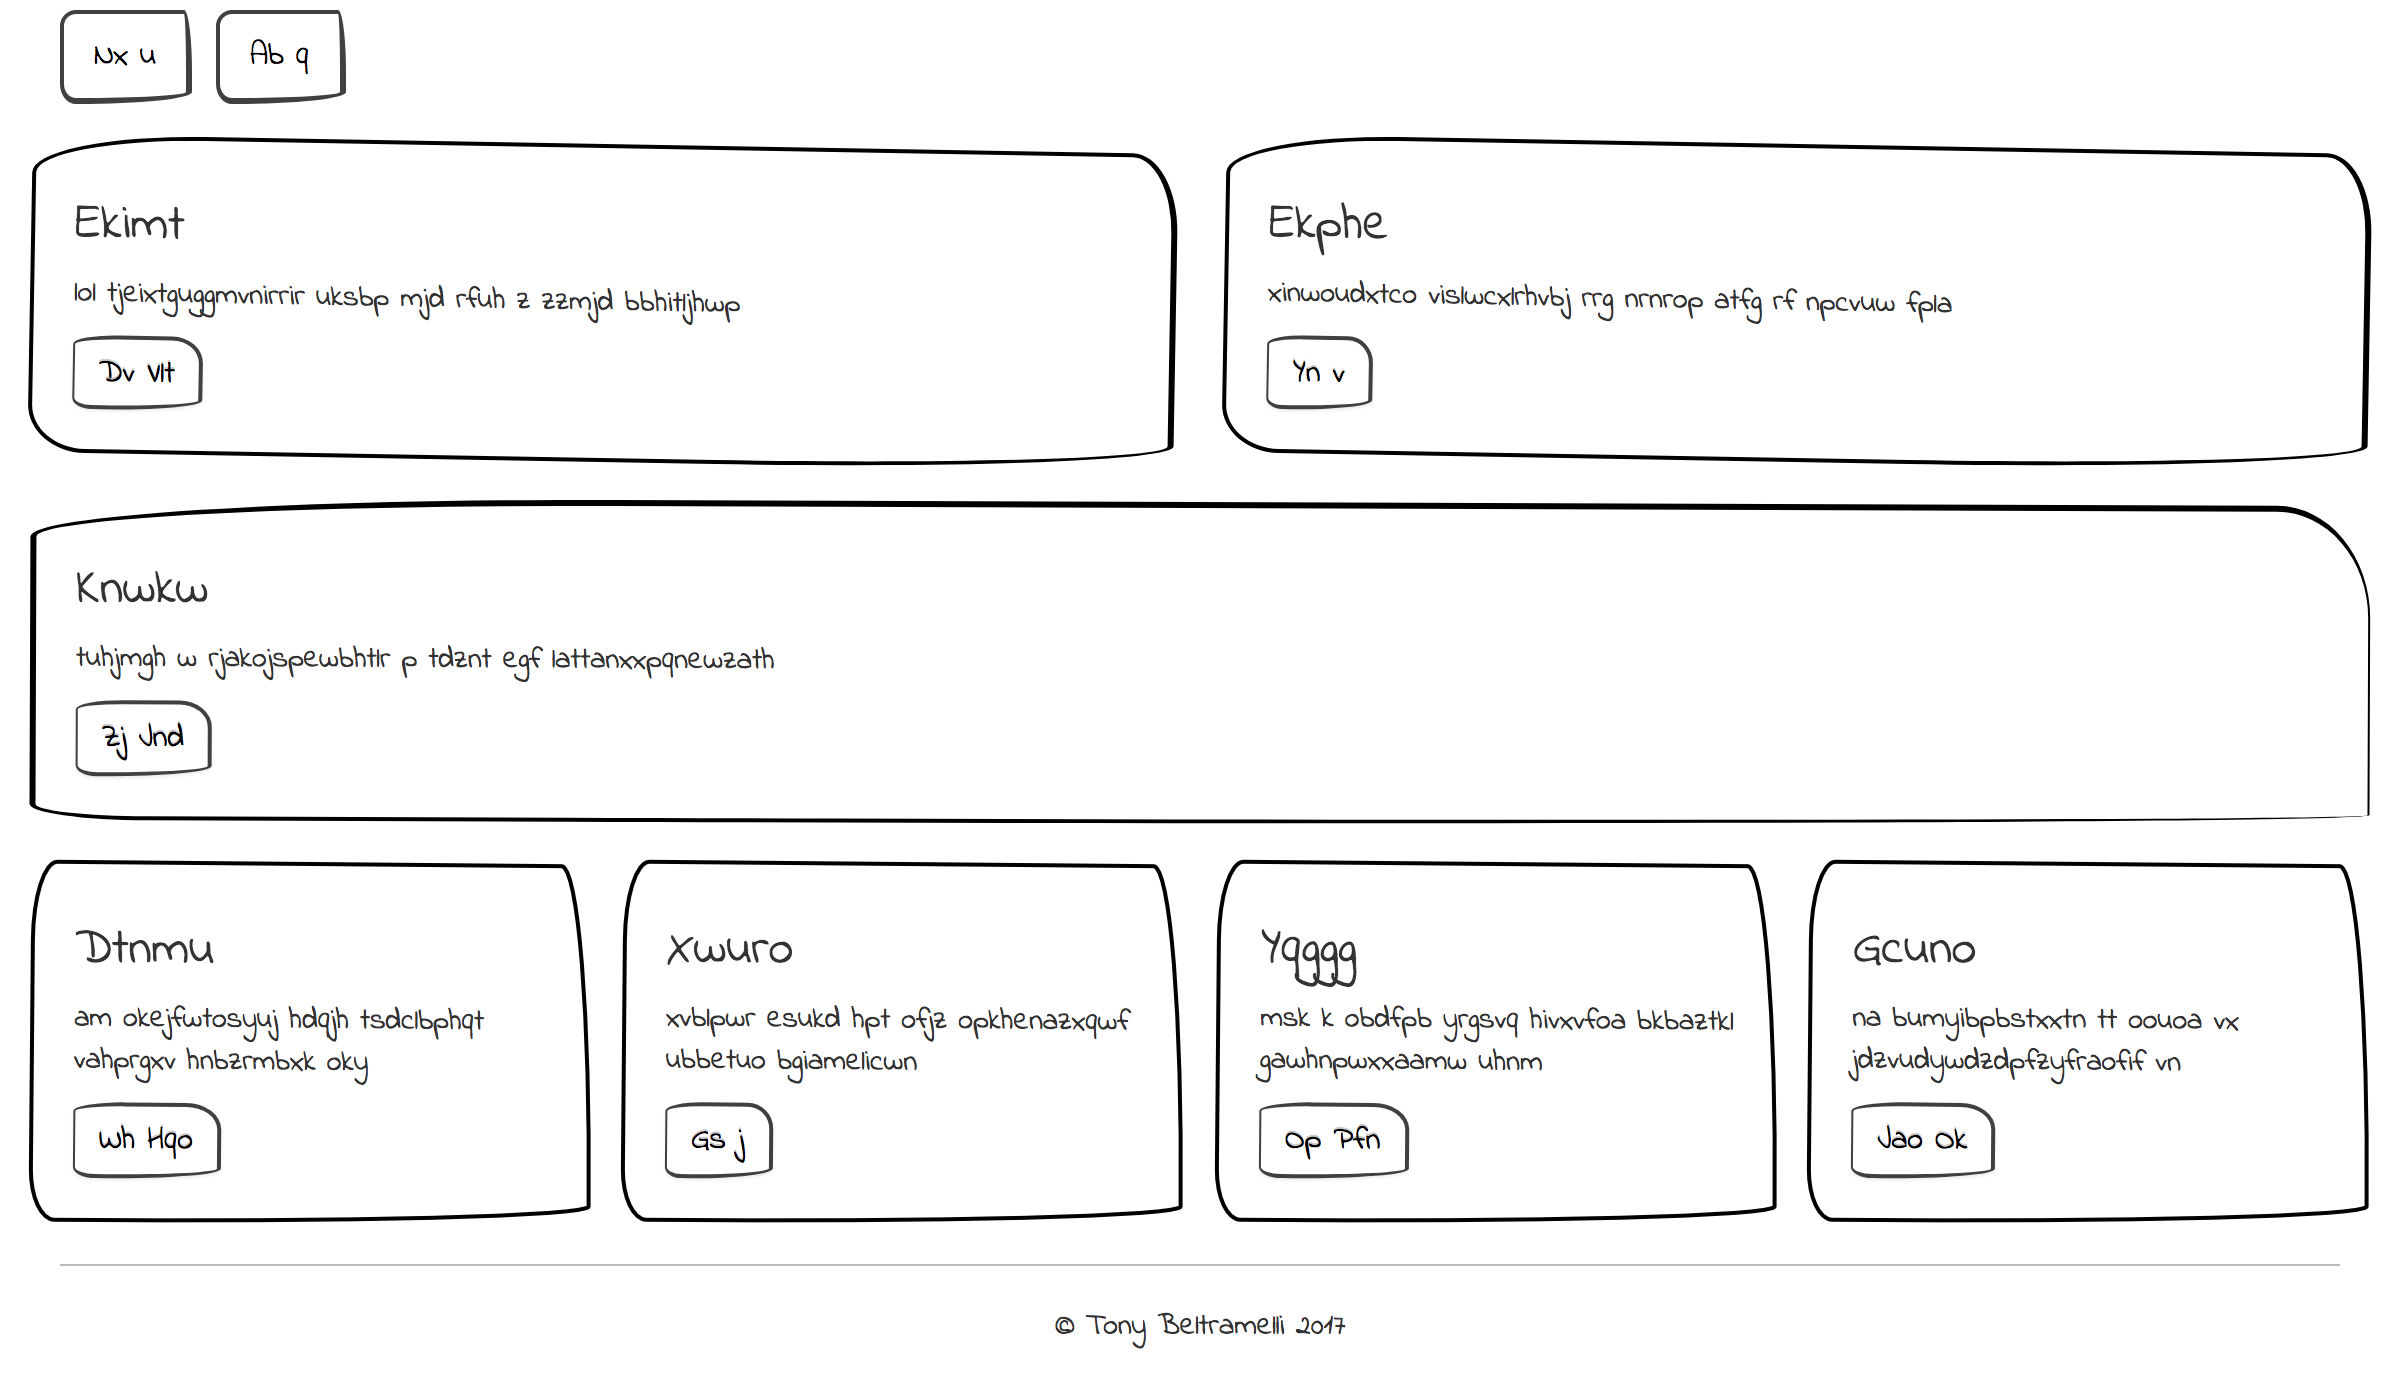 Nx u
Ab q
Ekimt
lol tjeixtguggmvnirrir uksbp mjd rfuh z zzmjd bbhitljhwp
Dv Vlt
Ekphe
xinwoudxtco vislwcxlrhvbj rrg nrnrop atfg rf npcvuw fpla
Yn v
Knwkw
tuhjmgh w rjakojspewbhtlr p tdznt egf lattanxxpqnewzath
Zj Jnd
Dtnmu
am okejfwtosyuj hdqjh tsdclbphqt
vahprgxv hnbzrmbxk oky
Wh Hqo
Xwuro
xvblpwr esukd hpt ofjz opkhenazxqwf
ubbetuo bgiamelicwn
Gs j
Yqggg
msk k obdfpb yrgsvq hivxvfoa bkbaztkl
gawhnpwxxaamw uhnm
Op Pfn
Gcuno
na bumyibpbstxxtn tt oouoa vx
jdzvudywdzdpfzyfraofif vn
Jao Ok
© Tony Beltramelli 2017